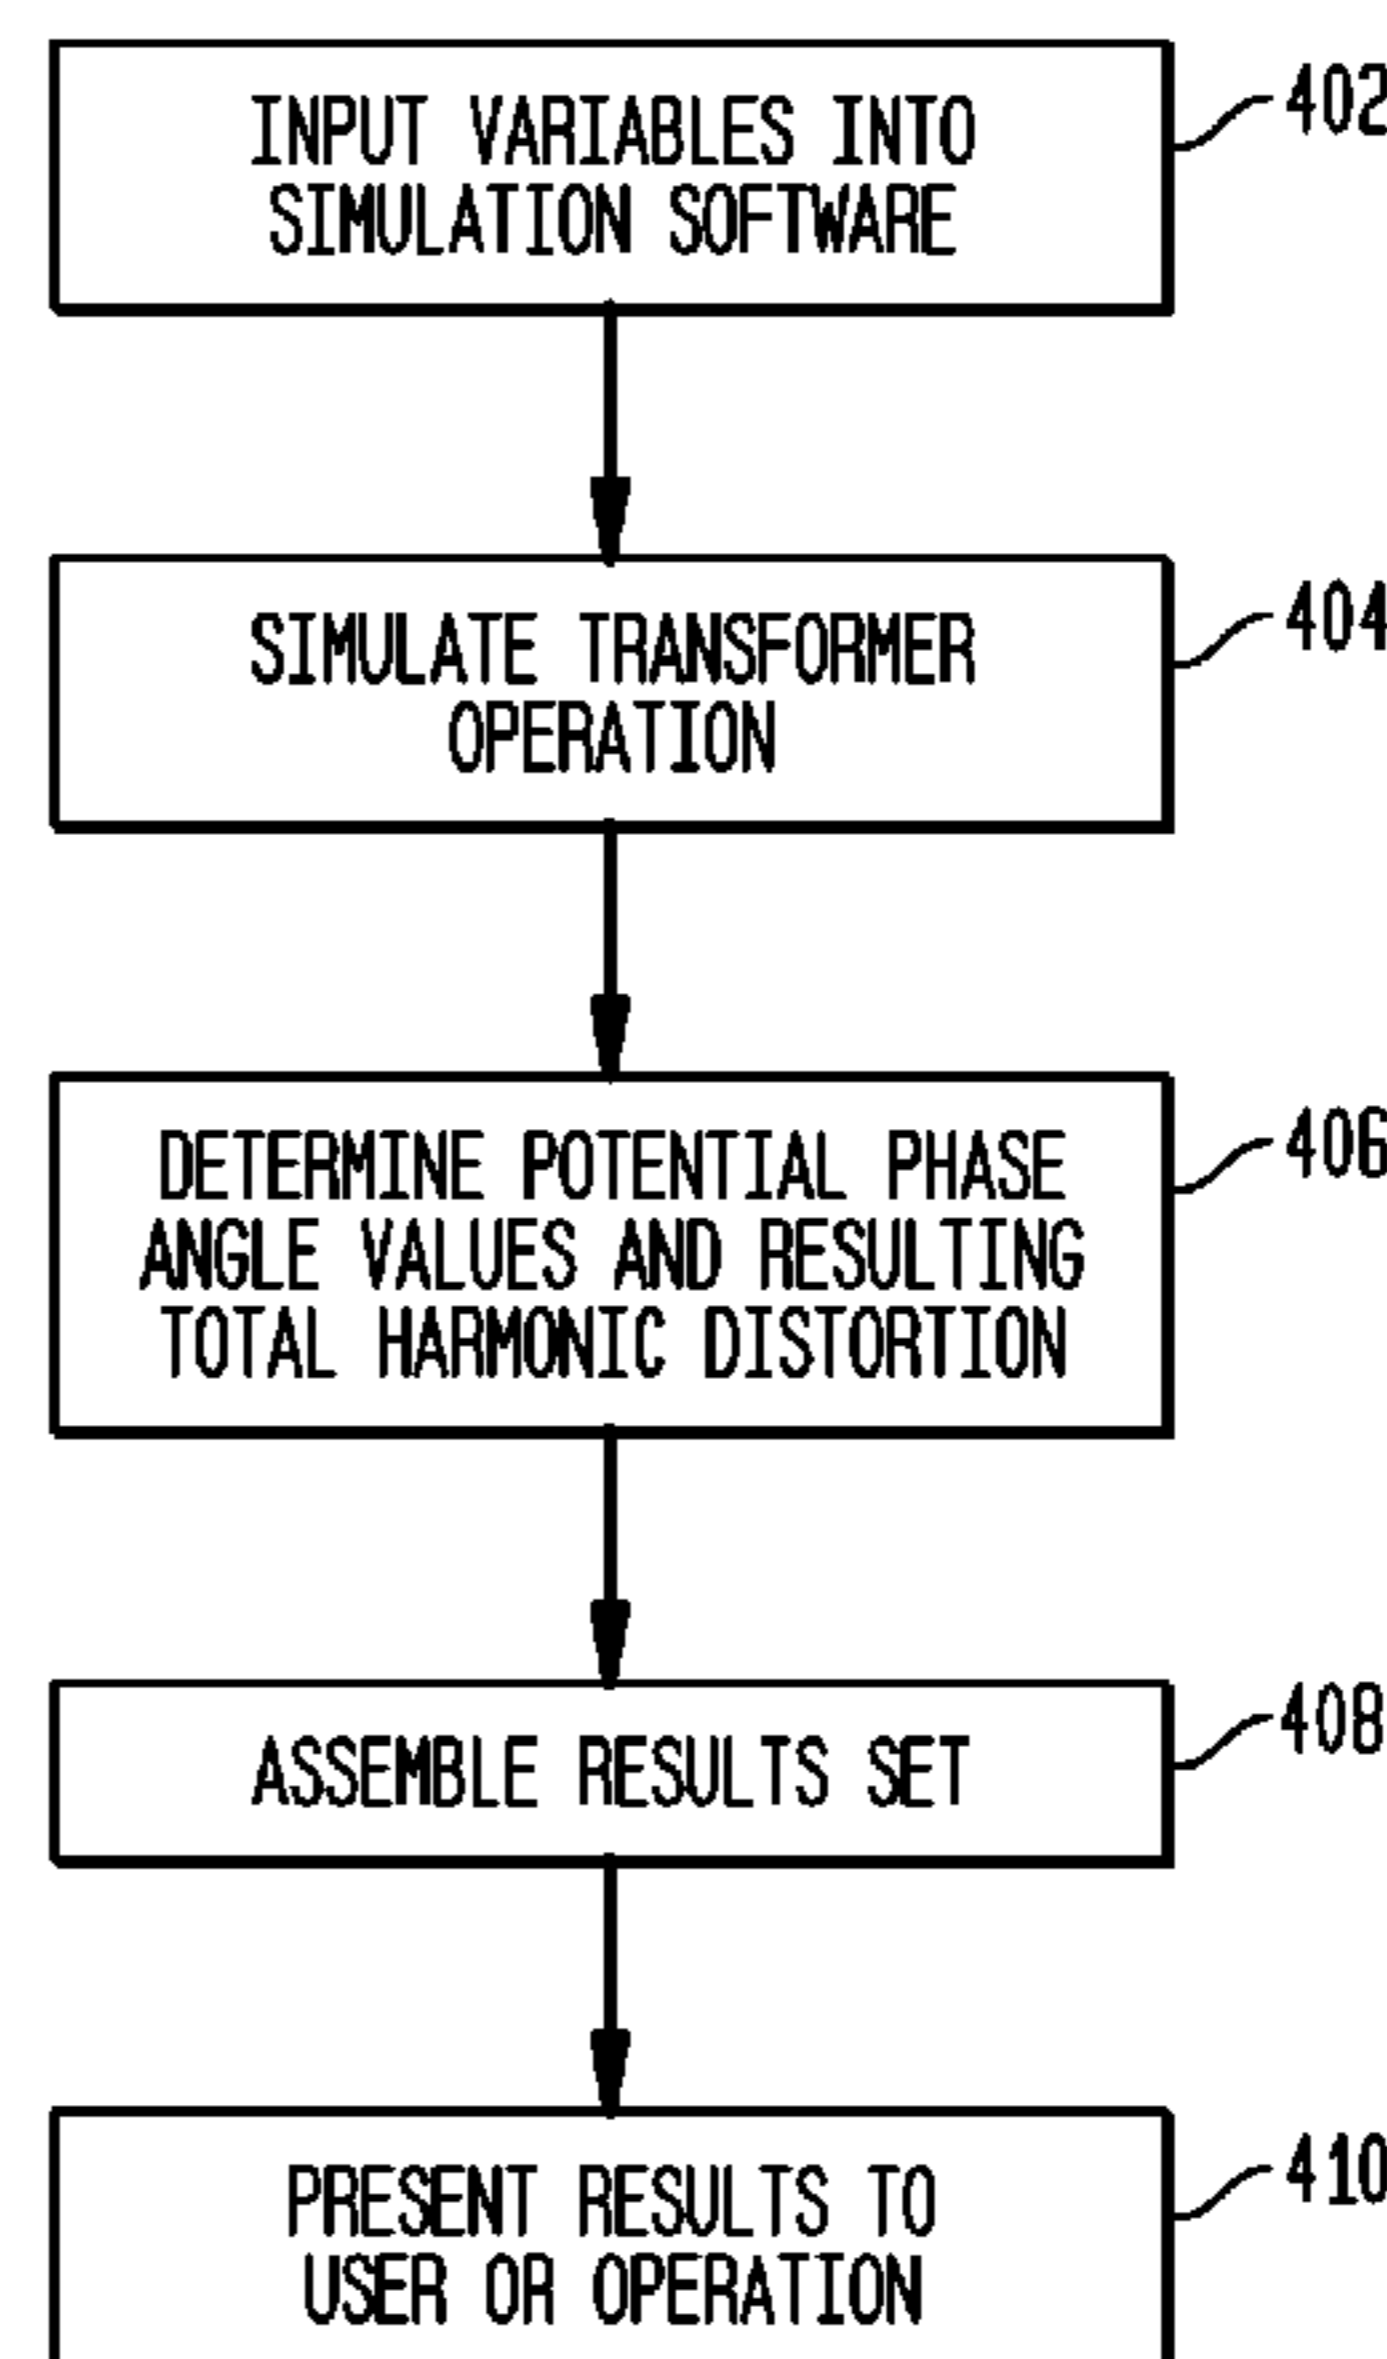 INPUT VARIABLES INTO
SIMULATION SOFTWARE
402
SIMULATE TRANSFORMER
OPERATION
404
DETERMINE POTENTIAL PHASE
ANGLE VALUES AND RESULTING
TOTAL HARMONIC DISTORTION
406
ASSEMBLE RESULTS SET
408
PRESENT RESULTS TO
USER OR OPERATION
410